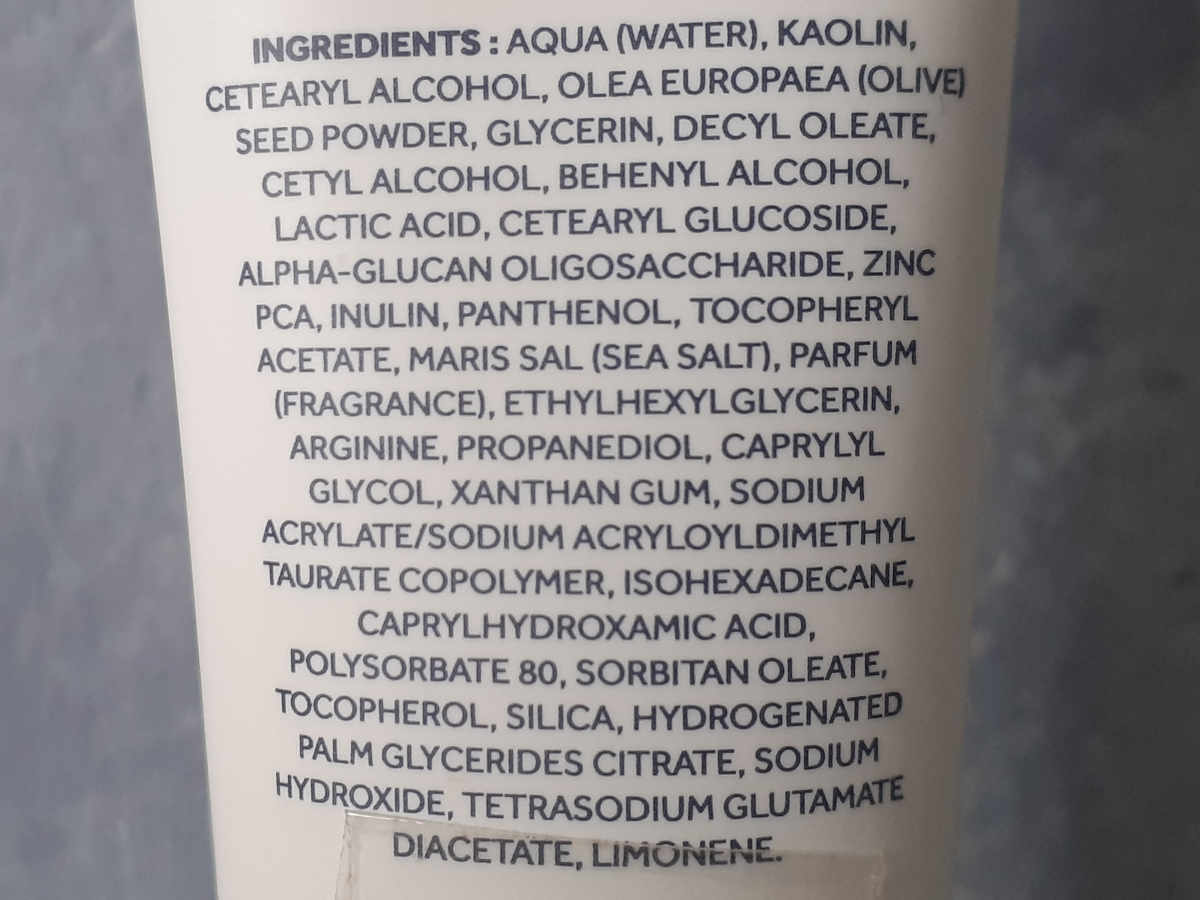 INGREDIENTS : AQUA (WATER), KAOLIN,
CETEARYL ALCOHOL, OLEA EUROPAEA (OLIVE)
SEED POWDER, GLYCERIN, DECYL OLEATE,
CETYL ALCOHOL, BEHENYL ALCOHOL,
LACTIC ACID, CETEARYL GLUCOSIDE,
ALPHA-GLUCAN OLIGOSACCHARIDE, ZINC
PCA, INULIN, PANTHENOL, TOCOPHERYL
ACETATE, MARIS SAL (SEA SALT), PARFUM
(FRAGRANCE), ETHYLHEXYLGLYCERIN,
ARGININE, PROPANEDIOL, CAPRYLYL
GLYCOL, XANTHAN GUM, SODIUM
ACRYLATE/SODIUM ACRYLOYLDIMETHYL
TAURATE COPOLYMER, ISOHEXADECANE,
CAPRYLHYDROXAMIC ACID,
POLYSORBATE 80, SORBITAN OLEATE,
TOCOPHEROL, SILICA, HYDROGENATED
PALM GLYCERIDES CITRATE, SODIUM
HYDROXIDE, TETRASODIUM GLUTAMATE
DIACETATE, LIMONENE.